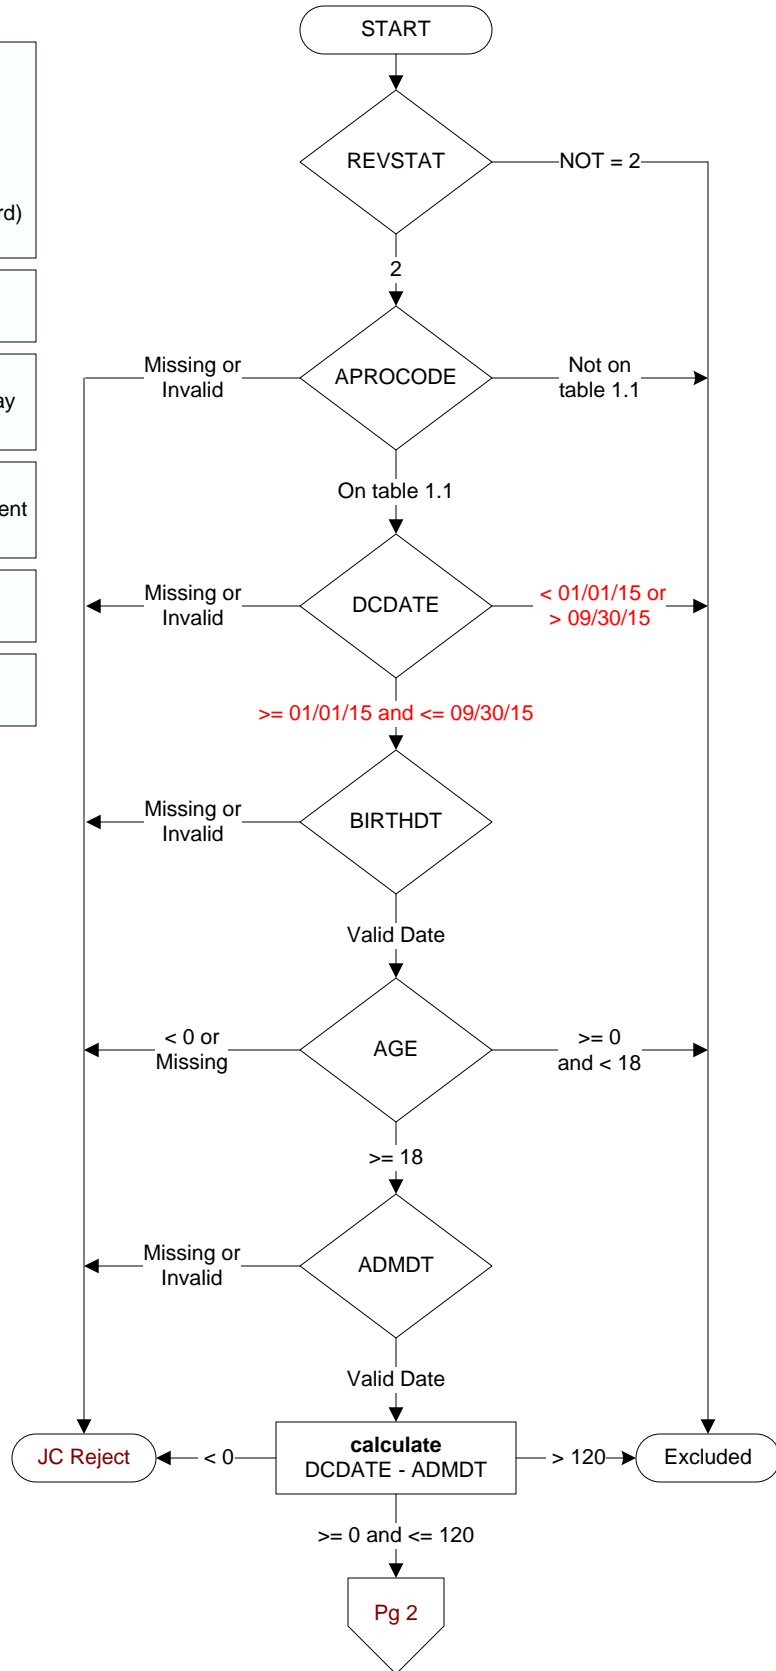 START
REVSTAT
NOT = 2
rd)
2
Missing or
Invalid
APROCODE
Not on
table 1.1
ay
On table 1.1
ent
Missing or
Invalid
DCDATE
< 01/01/15 or
> 09/30/15
>= 01/01/15 and <= 09/30/15
Missing or
Invalid
BIRTHDT
Valid Date
< 0 or
Missing
AGE
>= 0
and < 18
>= 18
Missing or
Invalid
ADMDT
Valid Date
JC Reject
< 0
calculate
DCDATE - ADMDT
> 120
Excluded
>= 0 and <= 120
Pg 2